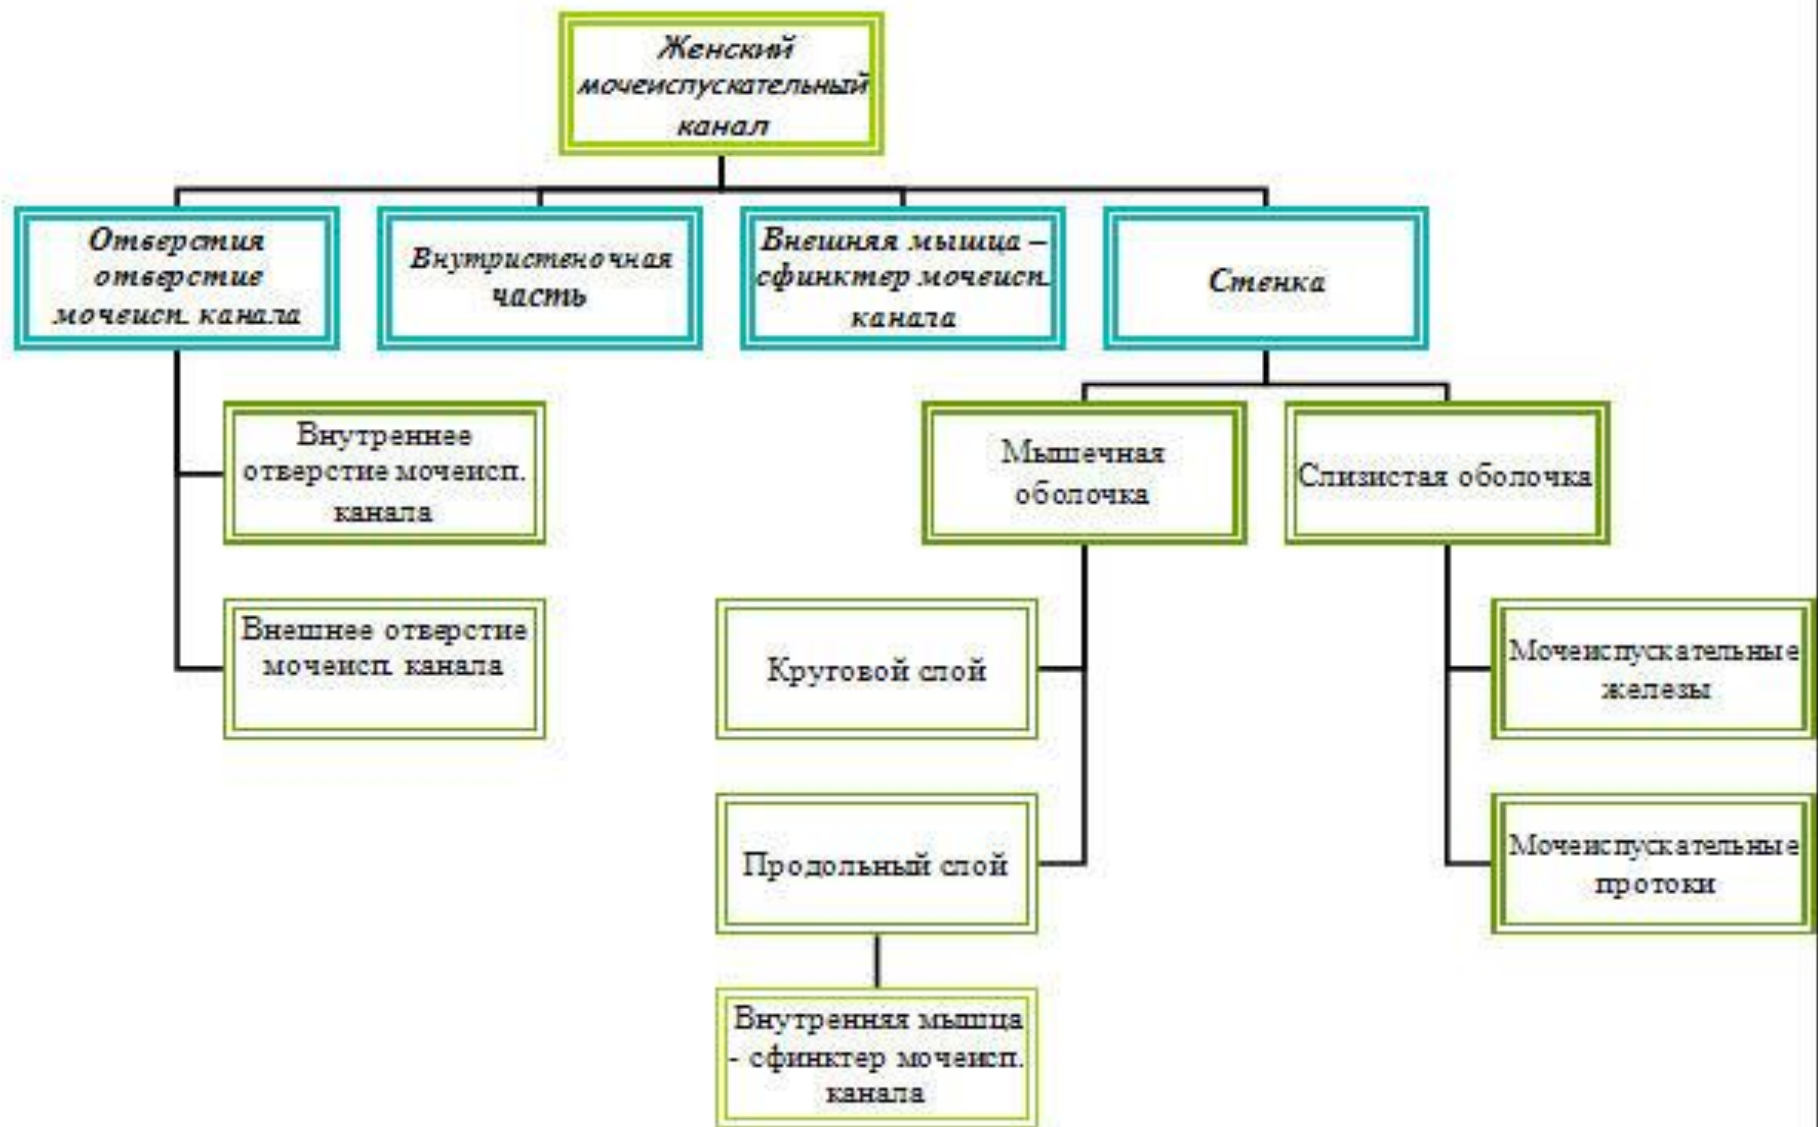 Женский
мочеиспускательный
канал
Отверстия
отверстие
мочеисп. канала
Внутристеночная
часть
Внешняя мышца –
сфинктер мочеисп.
канала
Стенка
Внутреннее
отверстие мочеисп.
канала
Внешнее отверстие
мочеисп. канала
Мышечная
оболочка
Слизистая оболочка
Круговой слой
Продольный слой
Внутренняя мышца
- сфинктер мочеисп.
канала
Мочеиспускательные
железы
Мочеиспускательные
протоки